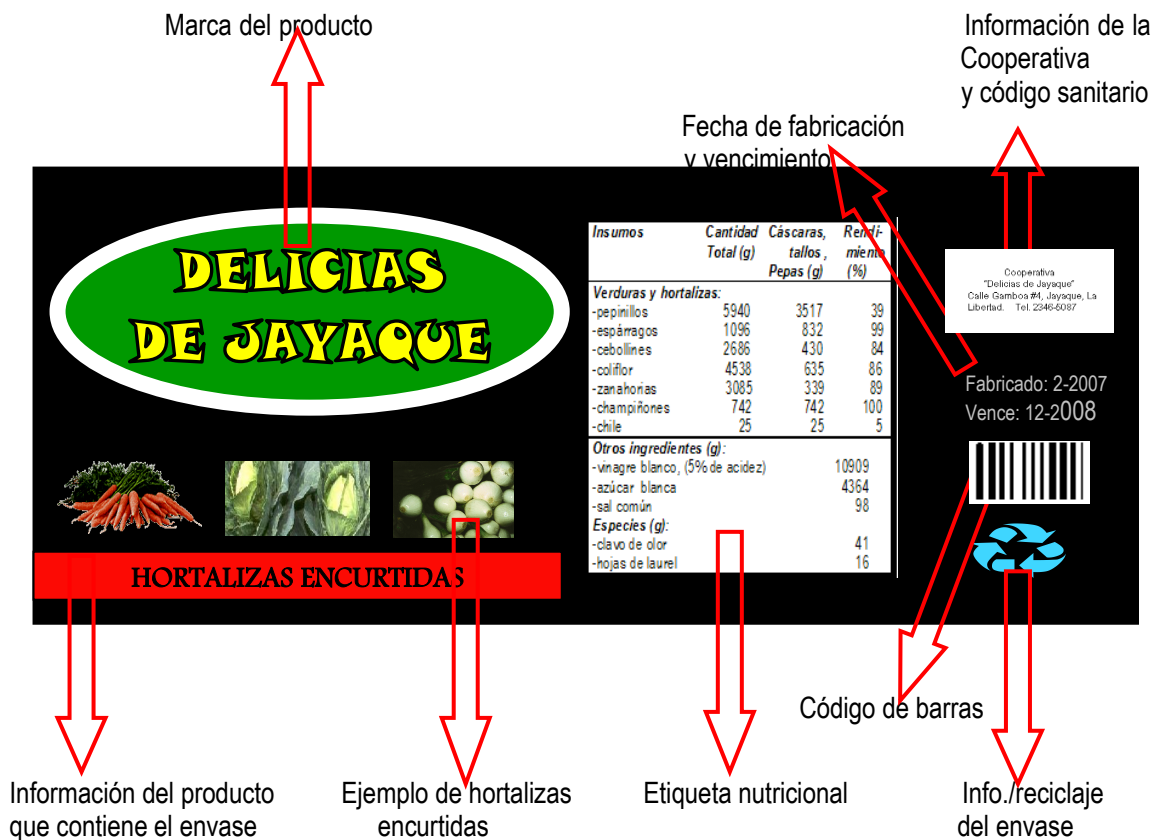 Marca del producto
Información de la
Cooperativa
y código sanitario
Fecha de fabricación
y vencimiento
DELICIAS
DE JAYAQUE
HORTALIZAS ENCURTIDAS
Insumos Cantidad Cáscaras, Rendi-
Total (g) tallos , miento
Pepas (g) (%)
Verduras y hortalizas:
-pepinillos 5940 3517 39
-espárragos 1096 832 99
-cebollines 2686 430 84
-coliflor 4538 635 86
-zanahorias 3085 339 89
-champiñones 742 742 100
-chile 25 25 5
Otros ingredientes (g):
-vinagre blanco, (5% de acidez) 10909
-azúcar blanca 4364
-sal común 98
Especies (g):
-clavo de olor 41
-hojas de laurel 16
Cooperativa
"Delicias de Jayaque"
Calle Gamboa #4, Jayaque, La
Libertad. Tel. 2346-6087
Fabricado: 2-2007
Vence: 12-2008
Código de barras
Información del producto
que contiene el envase
Ejemplo de hortalizas
encurtidas
Etiqueta nutricional
Info./reciclaje
del envase